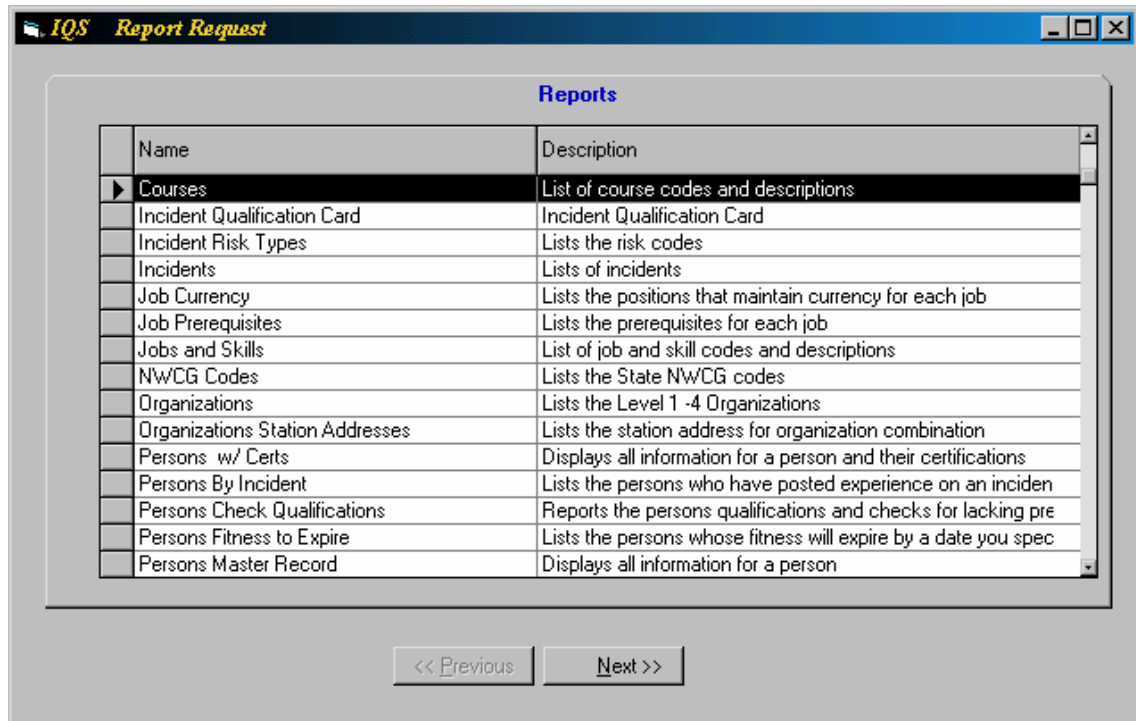 IQS Report Request
Reports
Name Description
Courses List of course codes and descriptions
Incident Qualification Card Incident Qualification Card
Incident Risk Types Lists the risk codes
Incidents Lists of incidents
Job Currency Lists the positions that maintain currency for each job
Job Prerequisites Lists the prerequisites for each job
Jobs and Skills List of job and skill codes and descriptions
NWCG Codes Lists the State NWCG codes
Organizations Lists the Level 1 -4 Organizations
Organizations Station Addresses Lists the station address for organization combination
Persons w/ Certs Displays all information for a person and their certifications
Persons By Incident Lists the persons who have posted experience on an inciden
Persons Check Qualifications Reports the persons qualifications and checks for lacking pre
Persons Fitness to Expire Lists the persons whose fitness will expire by a date you spec
Persons Master Record Displays all information for a person
<< Previous Next >>